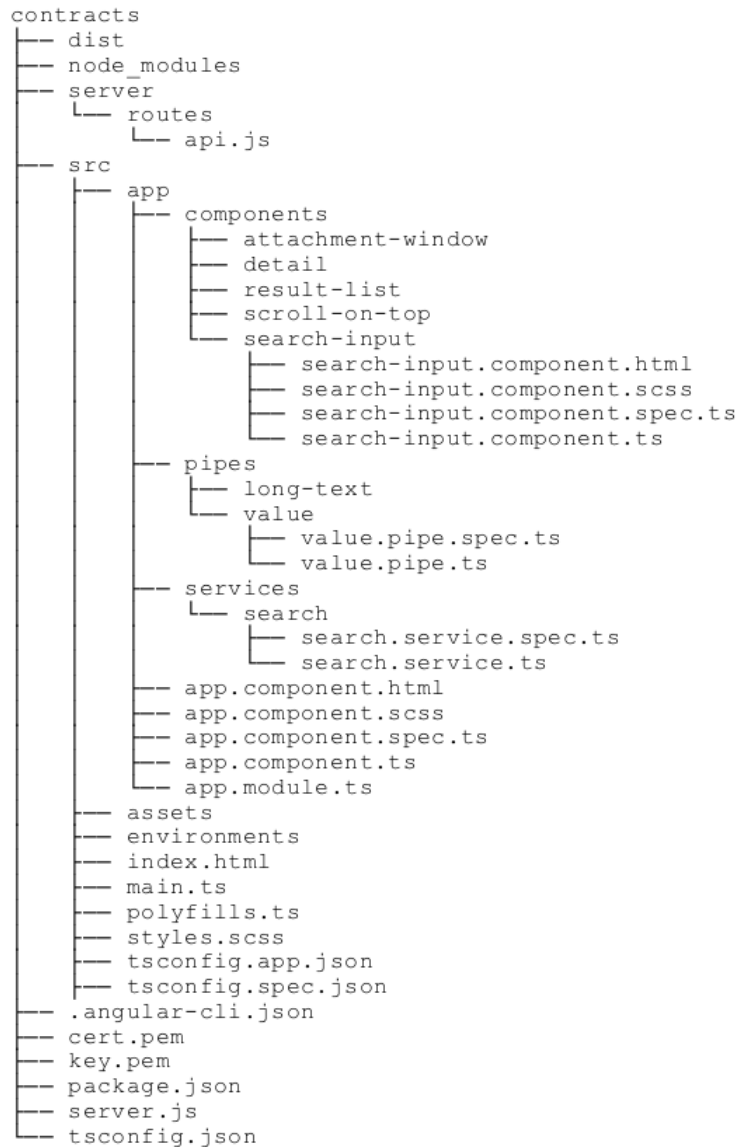 contracts
├── dist
├── node_modules
├── server
│   └── routes
│       └── api.js
├── src
│   ├── app
│   │   ├── components
│   │   │   ├── attachment-window
│   │   │   ├── detail
│   │   │   ├── result-list
│   │   │   ├── scroll-on-top
│   │   │   └── search-input
│   │   │       ├── search-input.component.html
│   │   │       ├── search-input.component.scss
│   │   │       ├── search-input.component.spec.ts
│   │   │       └── search-input.component.ts
│   │   ├── pipes
│   │   │   ├── long-text
│   │   │   └── value
│   │   │       ├── value.pipe.spec.ts
│   │   │       └── value.pipe.ts
│   │   ├── services
│   │   │   └── search
│   │   │       ├── search.service.spec.ts
│   │   │       └── search.service.ts
│   │   ├── app.component.html
│   │   ├── app.component.scss
│   │   ├── app.component.spec.ts
│   │   ├── app.component.ts
│   │   └── app.module.ts
│   ├── assets
│   ├── environments
│   ├── index.html
│   ├── main.ts
│   ├── polyfills.ts
│   ├── styles.scss
│   ├── tsconfig.app.json
│   ├── tsconfig.spec.json
├── .angular-cli.json
├── cert.pem
├── key.pem
├── package.json
├── server.js
└── tsconfig.json